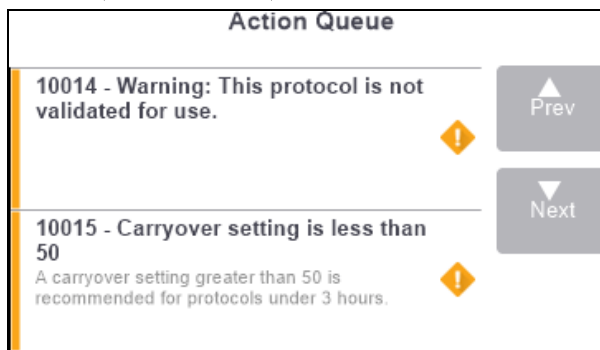 Action Queue
10014 - Warning: This protocol is not
validated for use.
Prev
10015 - Carryover setting is less than
50
A carryover setting greater than 50 is
recommended for protocols under 3 hours.
Next